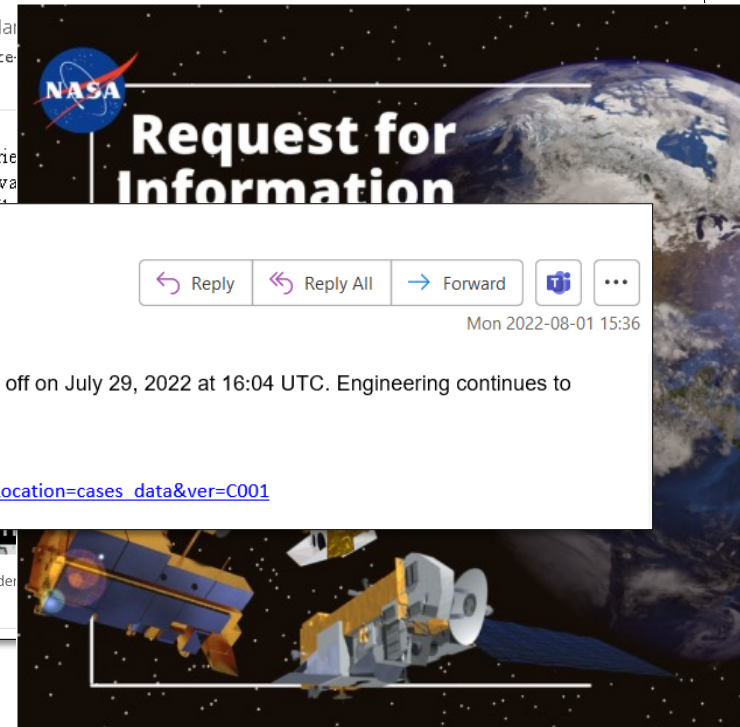 NASA
Request for
Information
Reply
Reply All
Forward
Mon 2022-08-01 15:36
off on July 29, 2022 at 16:04 UTC. Engineering continues to
ocation=cases_data&ver=C001